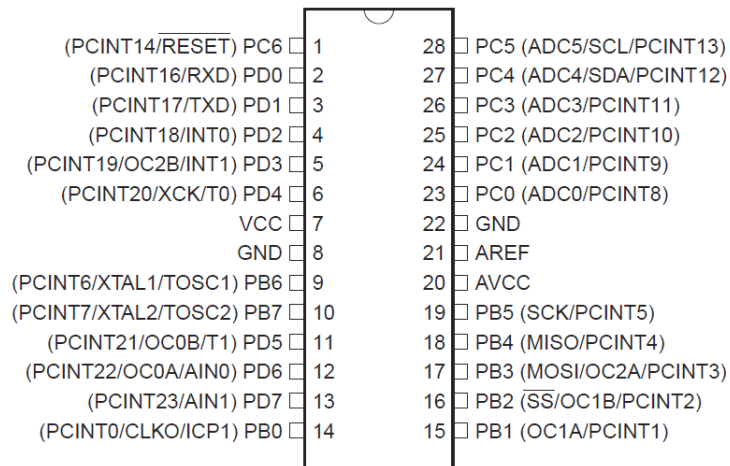 (PCINT14/RESET) PC6 1 28 PC5 (ADC5/SCL/PCINT13)
(PCINT16/RXD) PD0 2 27 PC4 (ADC4/SDA/PCINT12)
(PCINT17/TXD) PD1 3 26 PC3 (ADC3/PCINT11)
(PCINT18/INT0) PD2 4 25 PC2 (ADC2/PCINT10)
(PCINT19/OC2B/INT1) PD3 5 24 PC1 (ADC1/PCINT9)
(PCINT20/XCK/T0) PD4 6 23 PC0 (ADC0/PCINT8)
VCC 7 22 GND
GND 8 21 AREF
(PCINT6/XTAL1/TOSC1) PB6 9 20 AVCC
(PCINT7/XTAL2/TOSC2) PB7 10 19 PB5 (SCK/PCINT5)
(PCINT21/OC0B/T1) PD5 11 18 PB4 (MISO/PCINT4)
(PCINT22/OC0A/AIN0) PD6 12 17 PB3 (MOSI/OC2A/PCINT3)
(PCINT23/AIN1) PD7 13 16 PB2 (SS/OC1B/PCINT2)
(PCINT0/CLKO/ICP1) PB0 14 15 PB1 (OC1A/PCINT1)